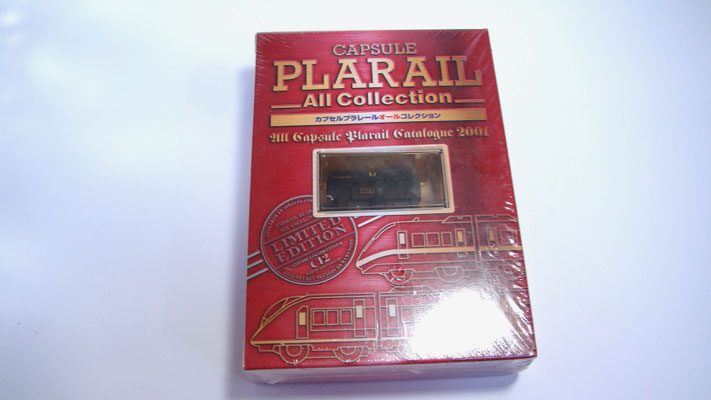 CAPSULE
PLARAIL
All Collection
カプセルプラレールオールコレクション
All Capsule Plarail Catalogue 2001
LIMITED
EDITION
C12